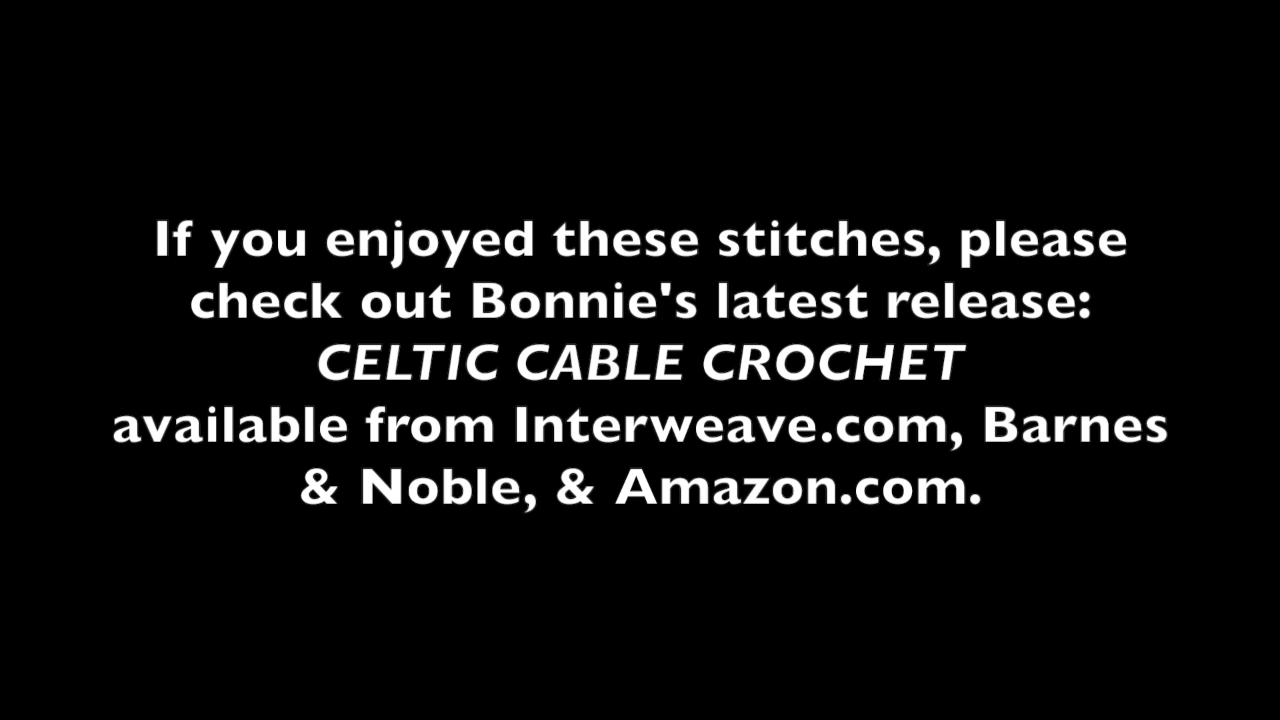 If you enjoyed these stitches, please
check out Bonnie's latest release:
CELTIC CABLE CROCHET
available from Interweave.com, Barnes
& Noble, & Amazon.com.